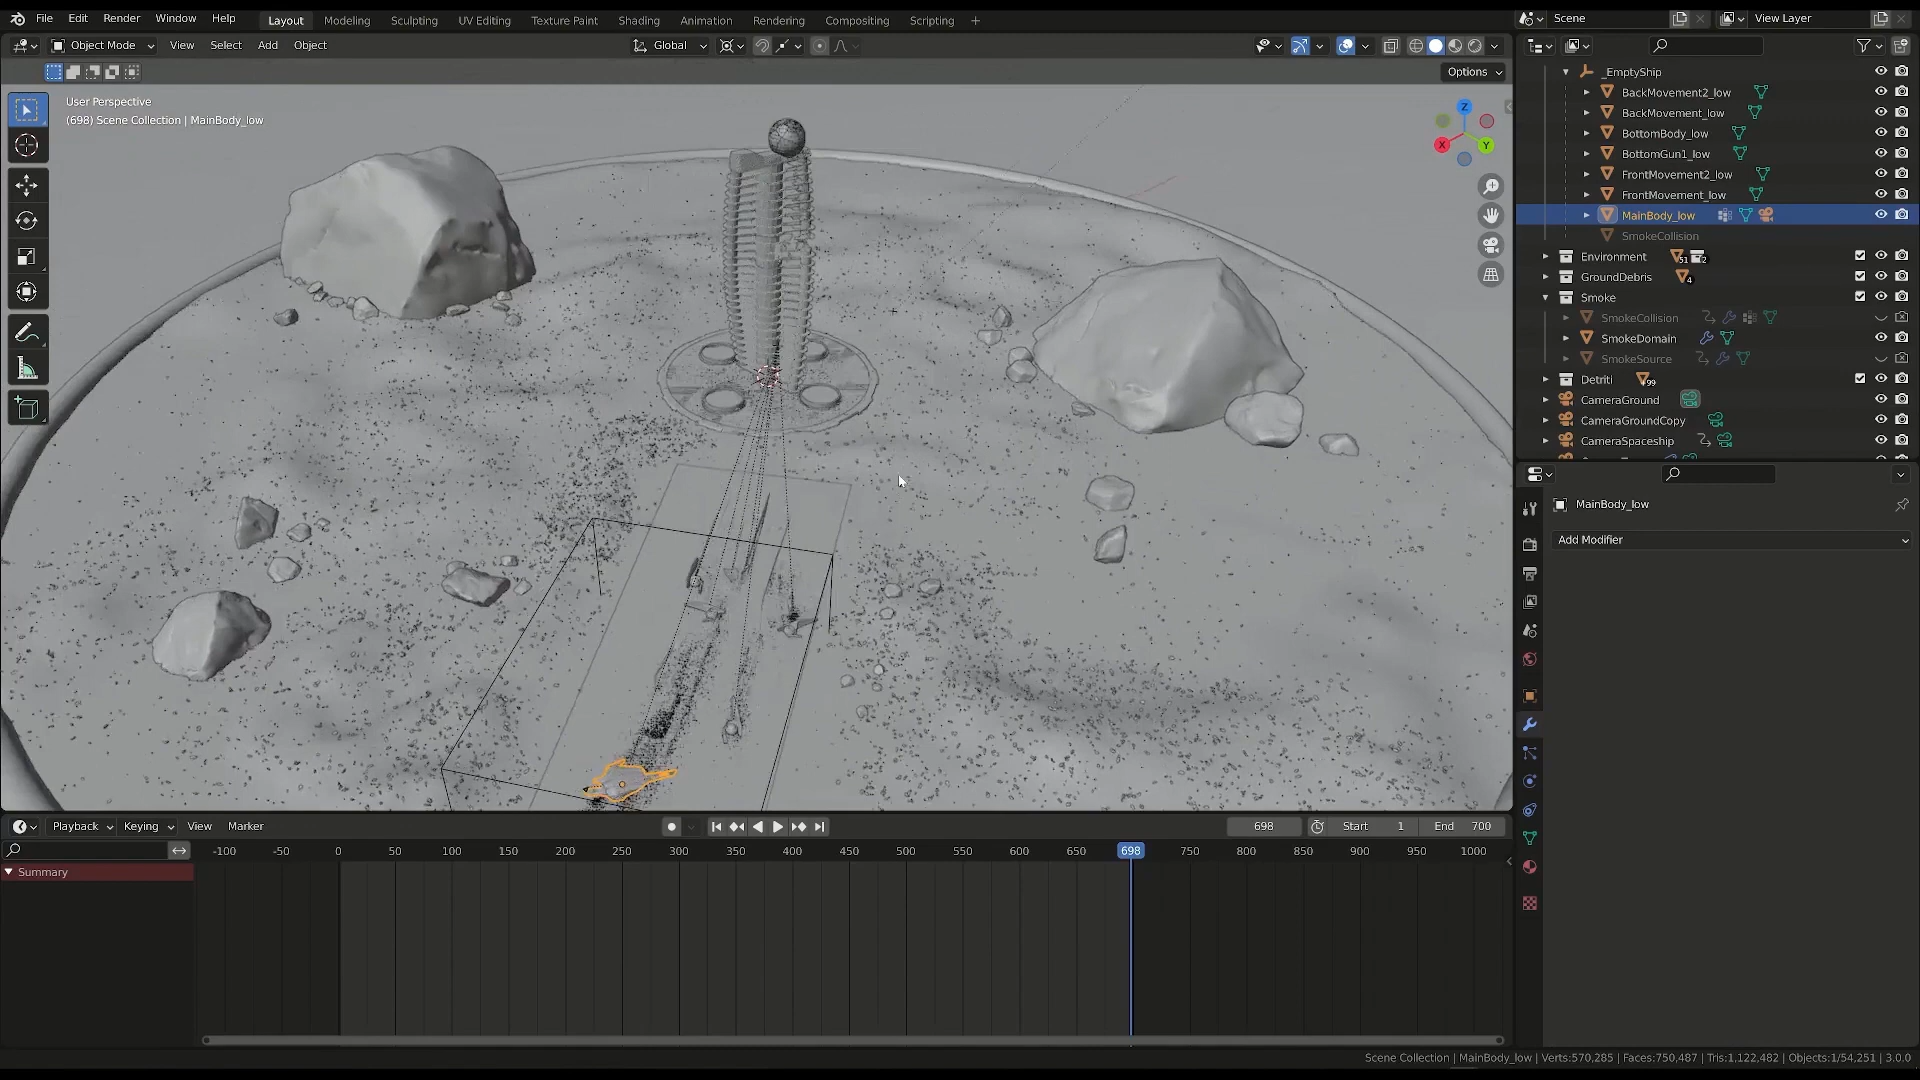 File Edit Render Window Help Layout Modeling Sculpting UV Editing Texture Paint Shading Animation Rendering Compositing Scripting + Scene View Layer
Object Mode View Select Add Object Global
Options
User Perspective
(698) Scene Collection | MainBody_low
Z
X Y
_EmptyShip
BackMovement2_low
BackMovement_low
BottomBody_low
BottomGun1_low
FrontMovement2_low
FrontMovement_low
MainBody_low
SmokeCollision
Environment 51 2
GroundDebris 4
Smoke
SmokeCollision
SmokeDomain
SmokeSource
Detriti +99
CameraGround
CameraGroundCopy
CameraSpaceship
MainBody_low
Add Modifier
Playback Keying View Marker 698 Start 1 End 700
-100 -50 0 50 100 150 200 250 300 350 400 450 500 550 600 650 698 750 800 850 900 950 1000
Summary
Scene Collection | MainBody_low | Verts:570,285 | Faces:750,487 | Tris:1,122,482 | Objects:1/54,251 | 3.0.0